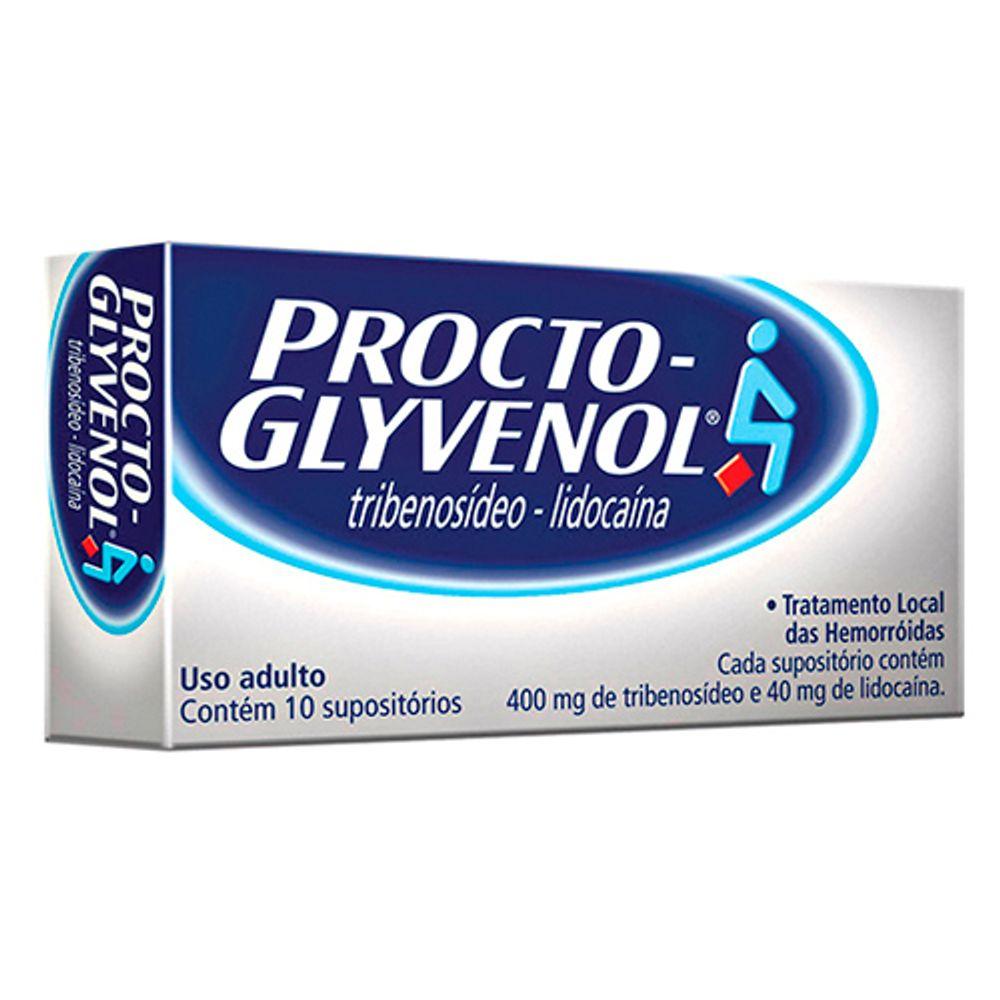 PROCTO-
GLYVENOL
tribenosídeo - lidocaína
PROCTO-
GLYVENOL®
tribenosídeo - lidocaína
• Tratamento Local
das Hemorróidas
Cada supositório contém
400 mg de tribenosídeo e 40 mg de lidocaína.
Uso adulto
Contém 10 supositórios